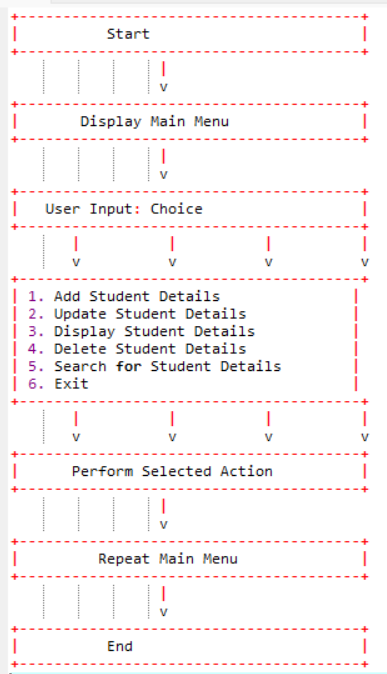 Start
v
Display Main Menu
v
User Input: Choice
v v v v
1. Add Student Details
2. Update Student Details
3. Display Student Details
4. Delete Student Details
5. Search for Student Details
6. Exit
v v v v
Perform Selected Action
v
Repeat Main Menu
v
End